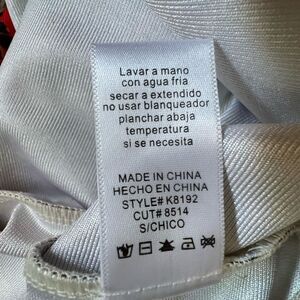 Lavar a mano
con agua fria
secar a extendido
no usar blanqueador
planchar abaja
temperatura
si se necesita
MADE IN CHINA
HECHO EN CHINA
STYLE# K8192
CUT# 8514
S/CHICO